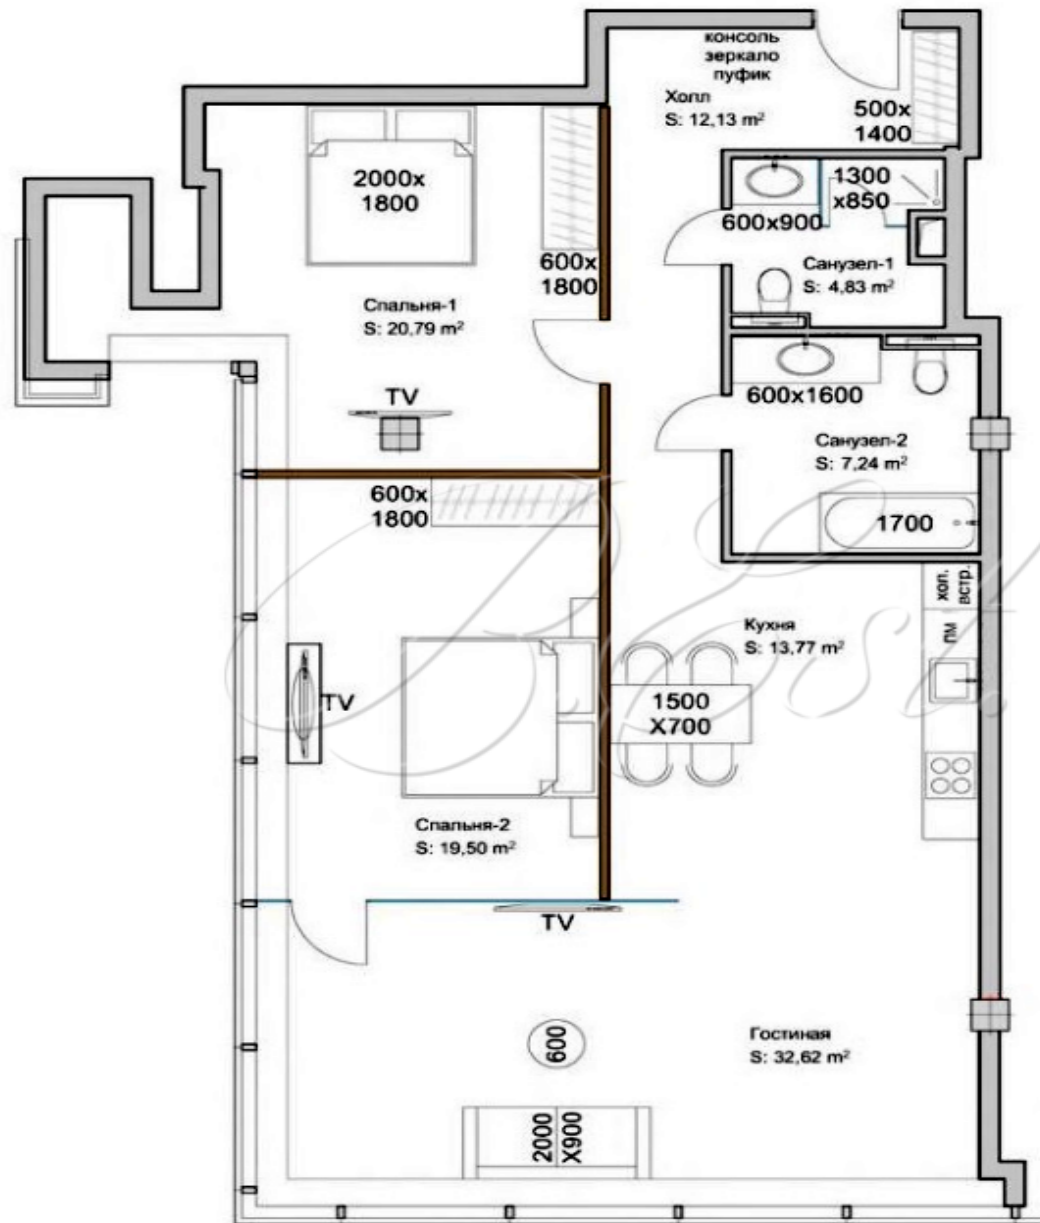 консоль
зеркало
пуфик
Холл
S: 12,13 m²
500x
1400
2000x
1800
1300
x850
600x900
Санузел-1
S: 4,83 m²
600x
1800
Спальня-1
S: 20,79 m²
TV
600x1600
Санузел-2
S: 7,24 m²
600x
1800
1700
хол.
встр.
ПМ
Кухня
S: 13,77 m²
1500
X700
TV
Спальня-2
S: 19,50 m²
TV
600
Гостиная
S: 32,62 m²
2000
X900
Best.